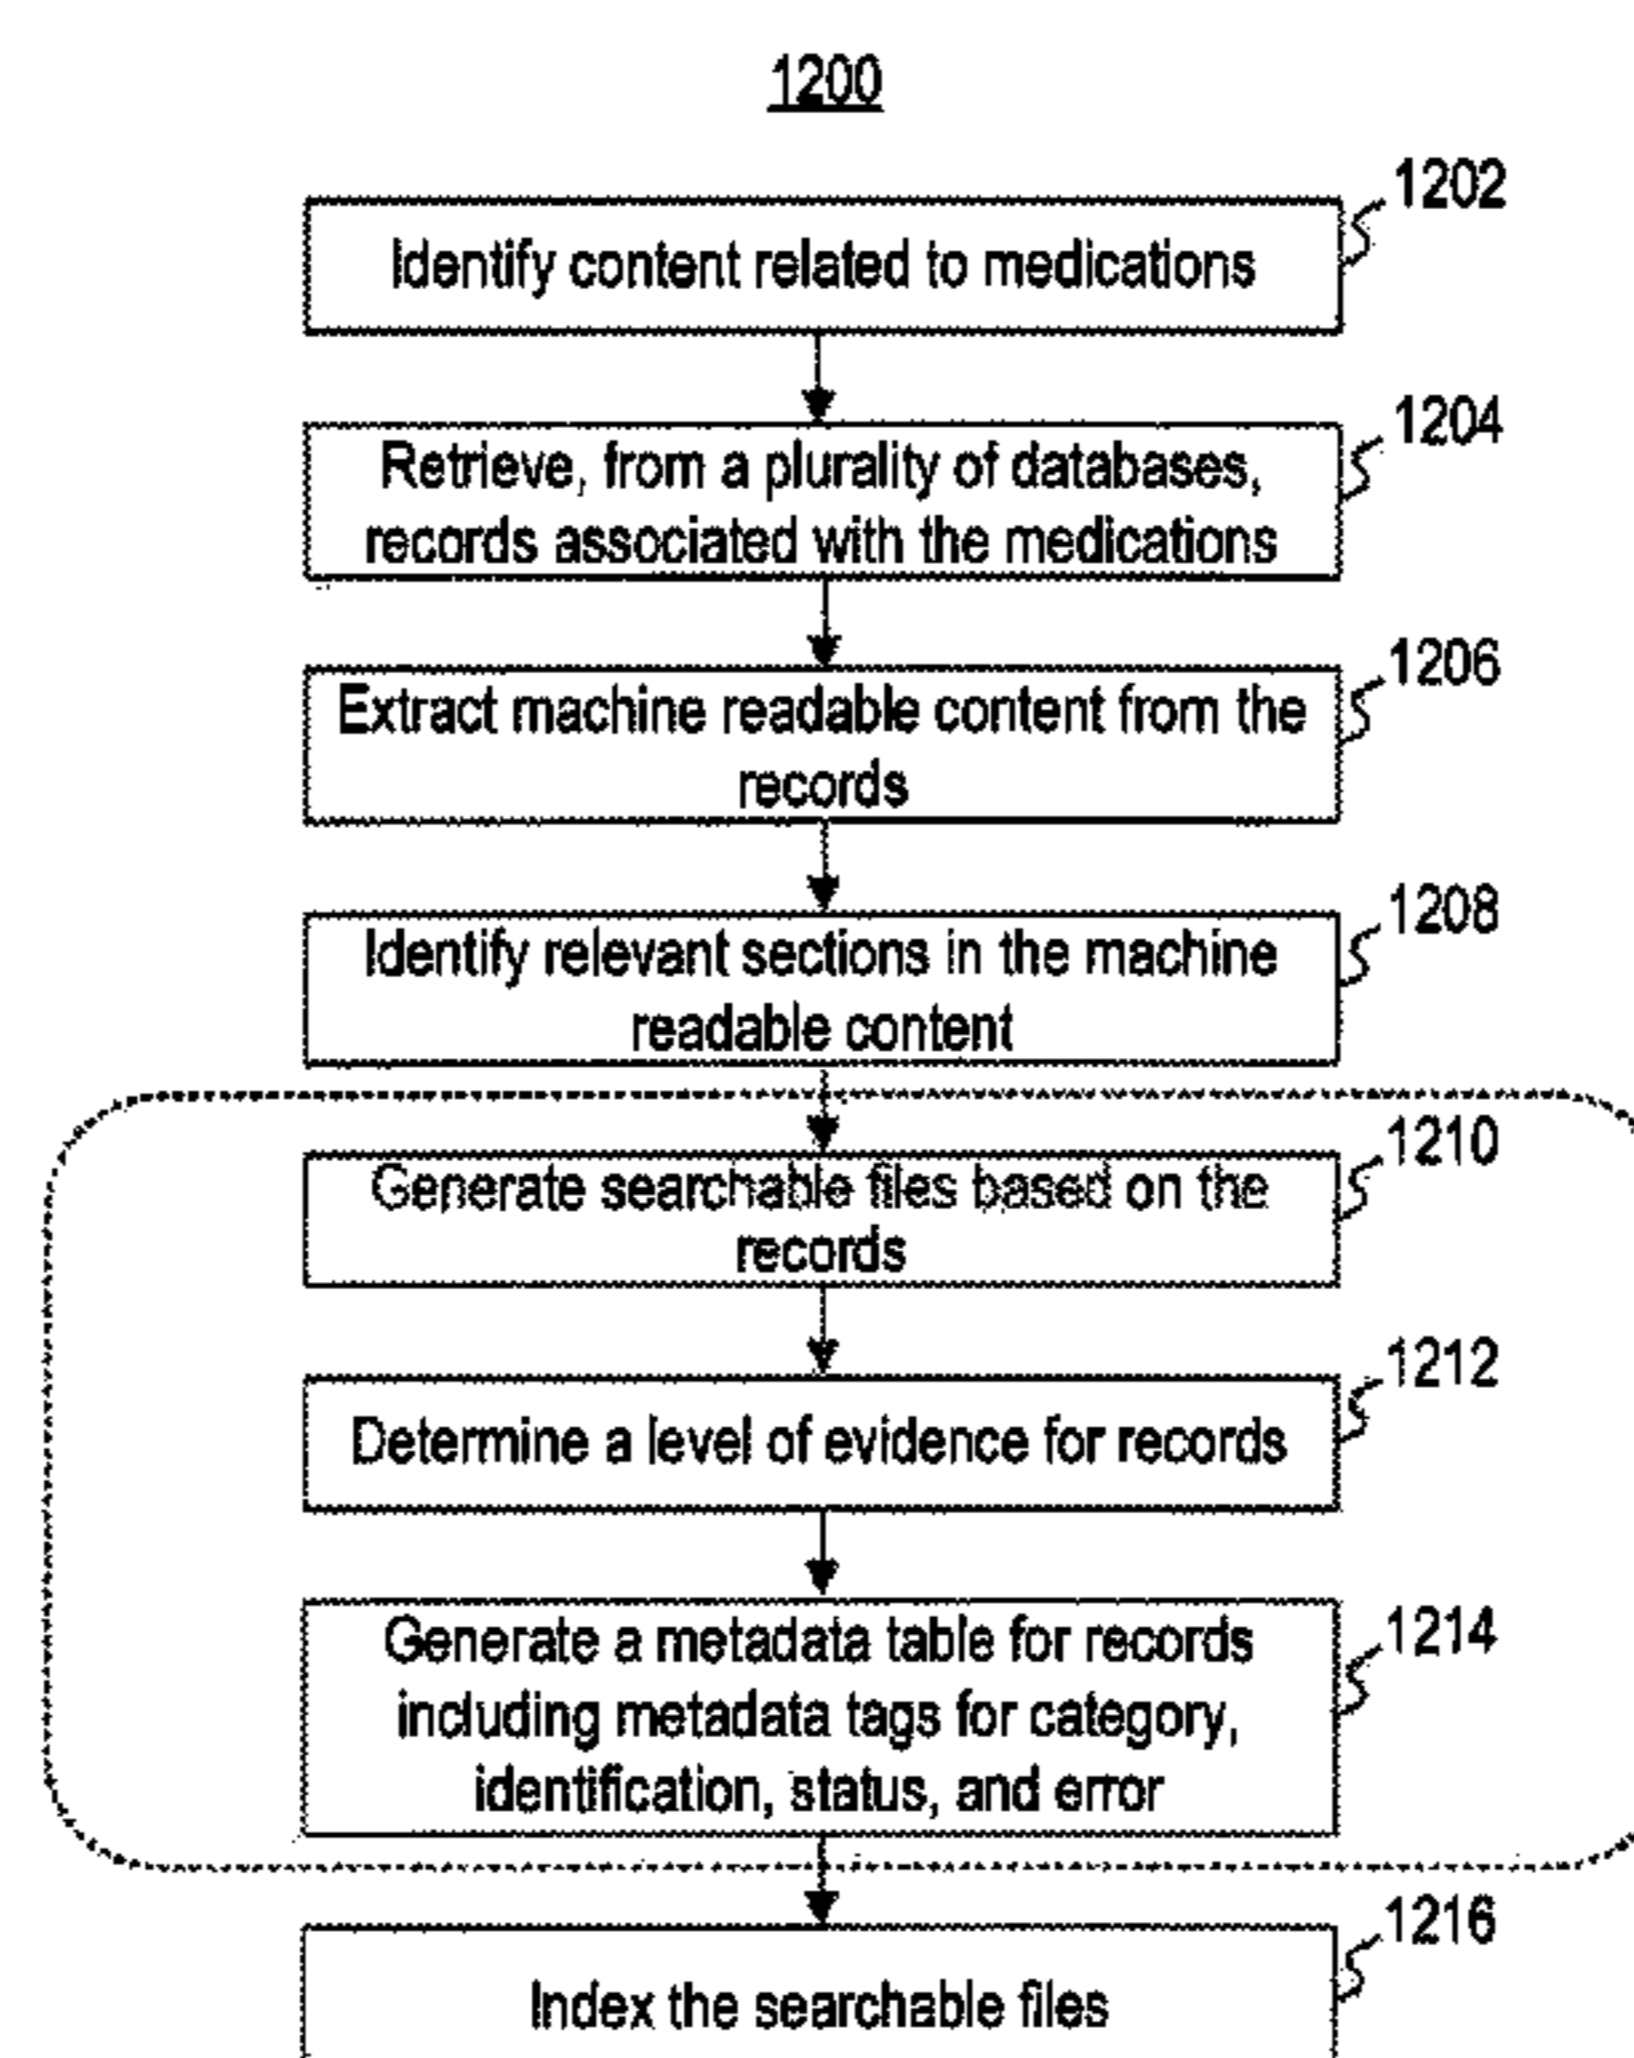 1200
1202
Identify content related to medications
1204
Retrieve, from a plurality of databases,
records associated with the medications
1206
Extract machine readable content from the
records
1208
Identify relevant sections in the machine
readable content
1210
Generate searchable files based on the
records
1212
Determine a level of evidence for records
1214
Generate a metadata table for records
including metadata tags for category,
identification, status, and error
1216
Index the searchable files